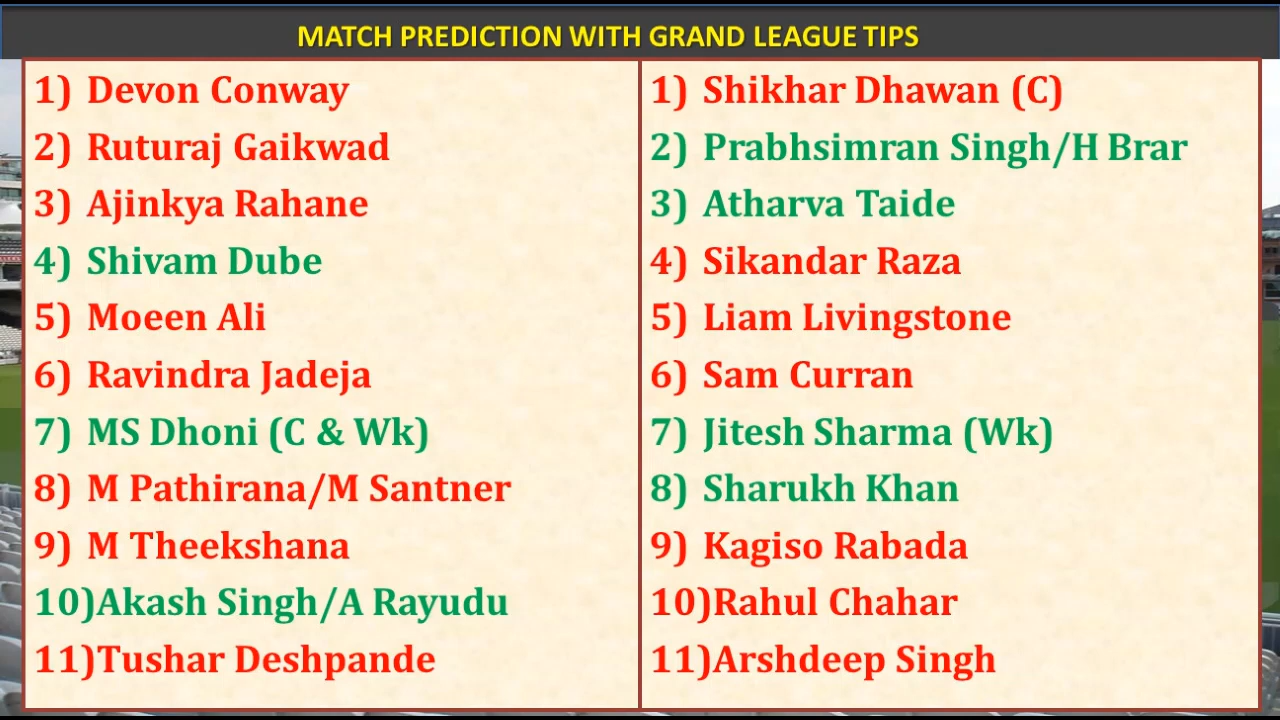 MATCH PREDICTION WITH GRAND LEAGUE TIPS
1) Devon Conway
2) Ruturaj Gaikwad
3) Ajinkya Rahane
4) Shivam Dube
5) Moeen Ali
6) Ravindra Jadeja
7) MS Dhoni (C & Wk)
8) M Pathirana/M Santner
9) M Theekshana
10)Akash Singh/A Rayudu
11)Tushar Deshpande
1) Shikhar Dhawan (C)
2) Prabhsimran Singh/H Brar
3) Atharva Taide
4) Sikandar Raza
5) Liam Livingstone
6) Sam Curran
7) Jitesh Sharma (Wk)
8) Sharukh Khan
9) Kagiso Rabada
10)Rahul Chahar
11)Arshdeep Singh